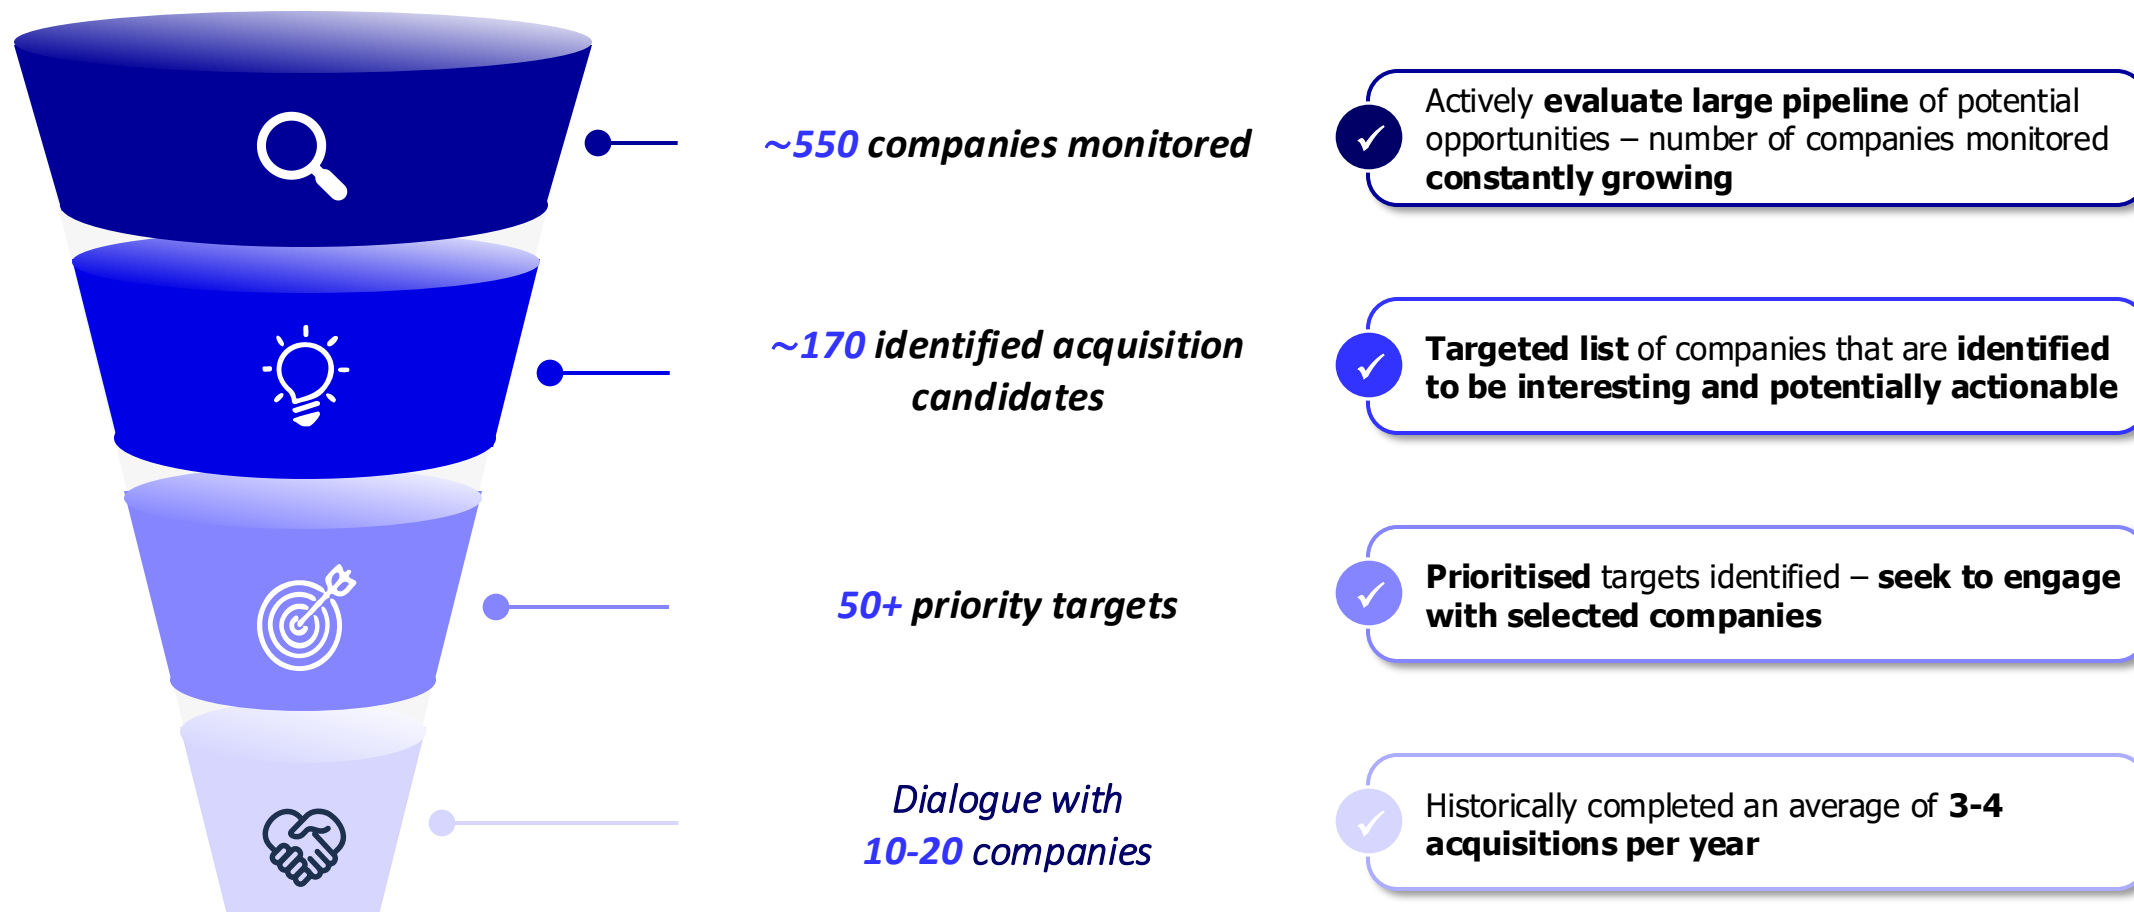 ~550 companies monitored
Actively evaluate large pipeline of potential
opportunities – number of companies monitored
constantly growing
~170 identified acquisition
candidates
Targeted list of companies that are identified
to be interesting and potentially actionable
50+ priority targets
Prioritised targets identified – seek to engage
with selected companies
Dialogue with
10-20 companies
Historically completed an average of 3-4
acquisitions per year